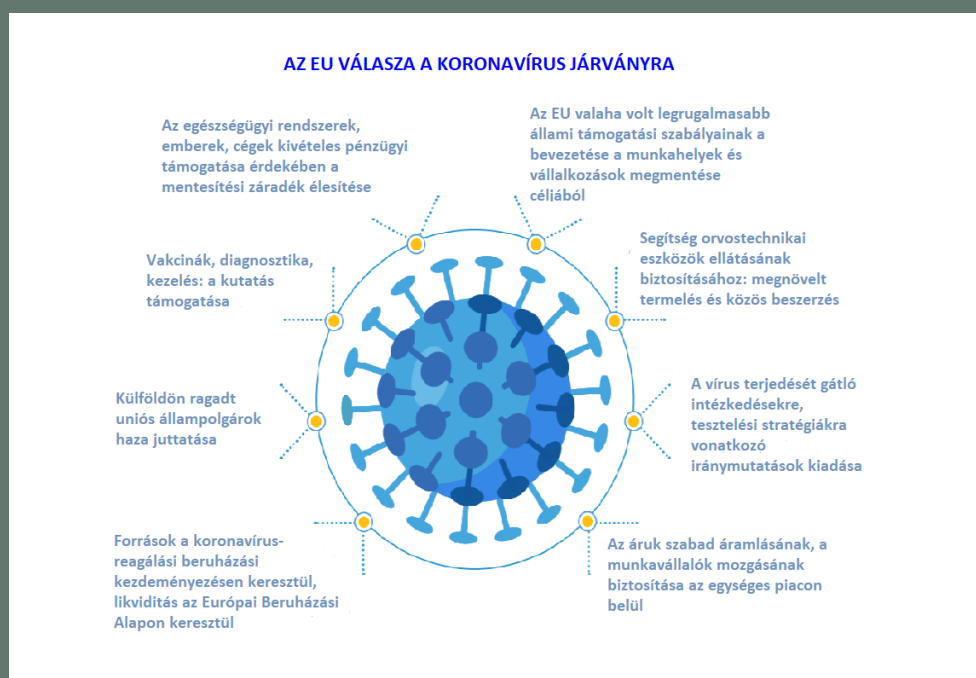 AZ EU VÁLASZA A KORONAVÍRUS JÁRVÁNYRA
Az egészségügyi rendszerek,
emberek, cégek kivételes pénzügyi
támogatása érdekében a
mentesítési záradék élesítése
Az EU valaha volt legrugalmasabb
állami támogatási szabályainak a
bevezetése a munkahelyek és
vállalkozások megmentése
céljából
Vakcinák, diagnosztika,
kezelés: a kutatás
támogatása
Segítség orvostechnikai
eszközök ellátásának
biztosításához: megnövelt
termelés és közös beszerzés
Külföldön ragadt
uniós állampolgárok
haza juttatása
A vírus terjedését gátló
intézkedésekre,
tesztelési stratégiákra
vonatkozó
iránymutatások kiadása
Források a koronavírus-
reagálási beruházási
kezdeményezésen keresztül,
likviditás az Európai Beruházási
Alapon keresztül
Az áruk szabad áramlásának, a
munkavállalók mozgásának
biztosítása az egységes piacon
belül